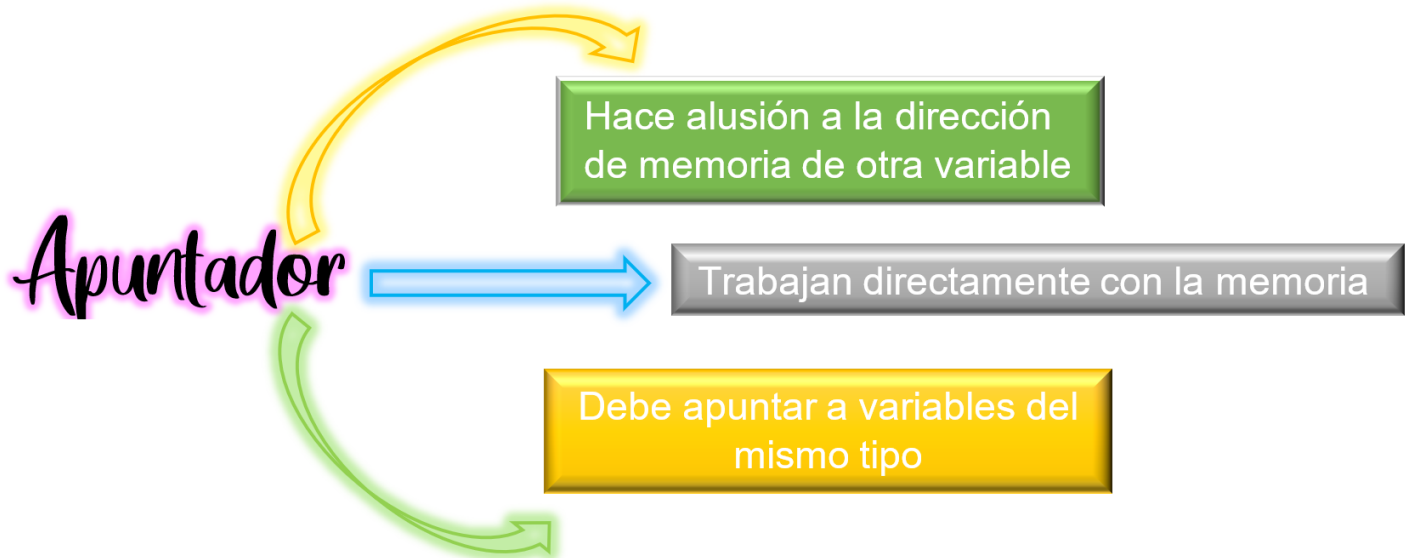 Hace alusión a la dirección
de memoria de otra variable
Apuntador
Trabajan directamente con la memoria
Debe apuntar a variables del
mismo tipo